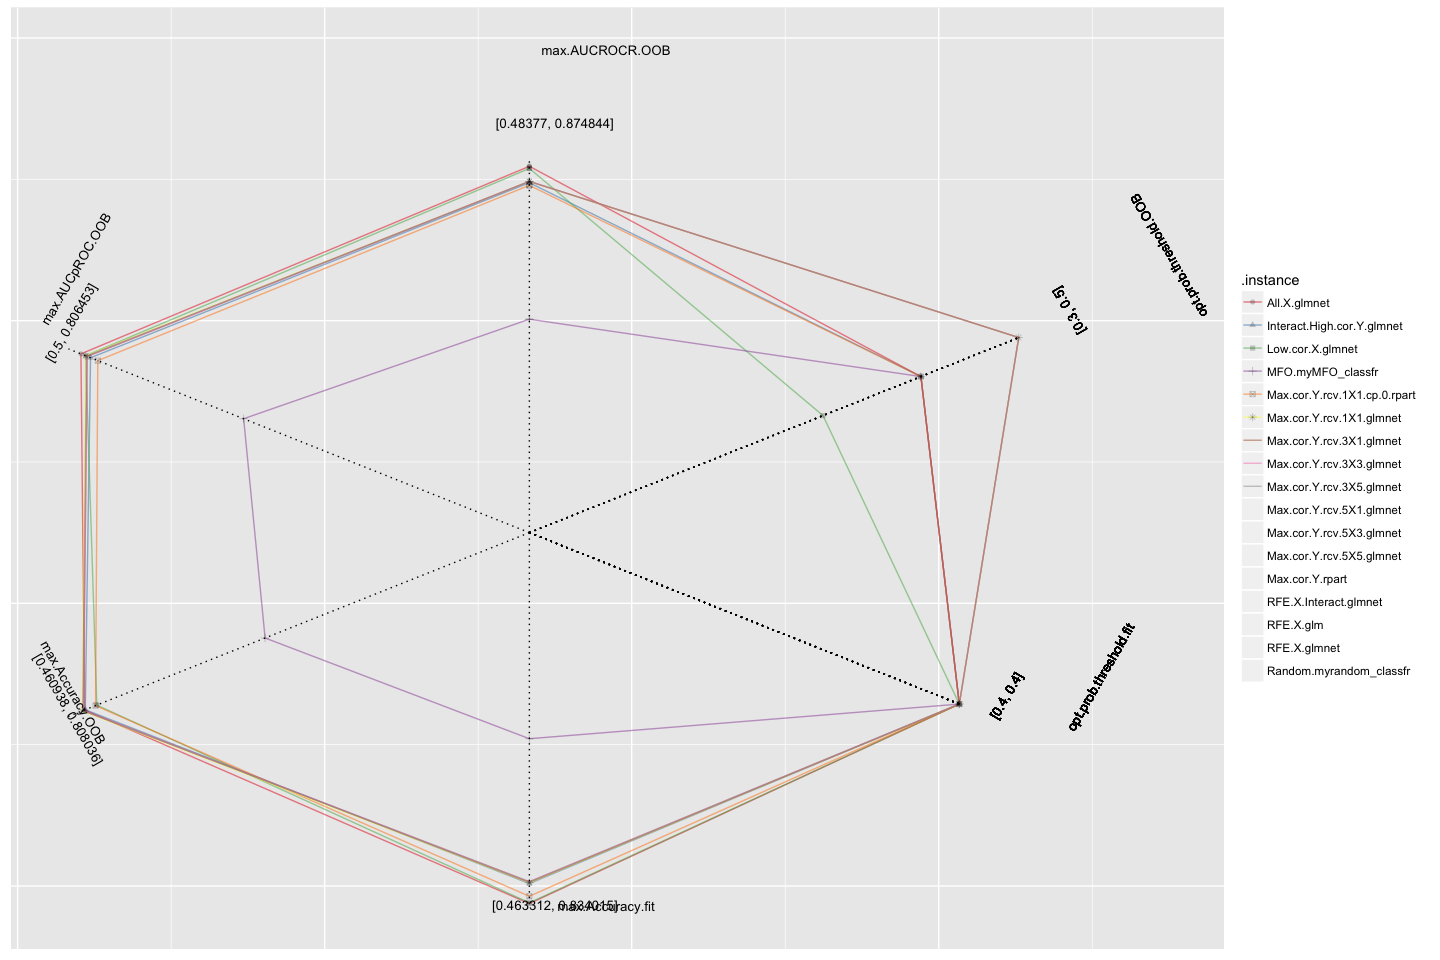 max.AUCROCR.OOB
[0.48377, 0.874844]
opt.prob.threshold.OOB
[0.3, 0.5]
max.AUCpROC.OOB
[0.5, 0.806453]
.instance
All.X.glmnet
Interact.High.cor.Y.glmnet
Low.cor.X.glmnet
MFO.myMFO_classfr
Max.cor.Y.rcv.1X1.cp.0.rpart
Max.cor.Y.rcv.1X1.glmnet
Max.cor.Y.rcv.3X1.glmnet
Max.cor.Y.rcv.3X3.glmnet
Max.cor.Y.rcv.3X5.glmnet
Max.cor.Y.rcv.5X1.glmnet
Max.cor.Y.rcv.5X3.glmnet
Max.cor.Y.rcv.5X5.glmnet
Max.cor.Y.rpart
RFE.X.Interact.glmnet
RFE.X.glm
RFE.X.glmnet
Random.myrandom_classfr
max.Accuracy.OOB
[0.460938, 0.808036]
[0.4, 0.4]
opt.prob.threshold.fit
[0.463312, 0.834015]
max.Accuracy.fit